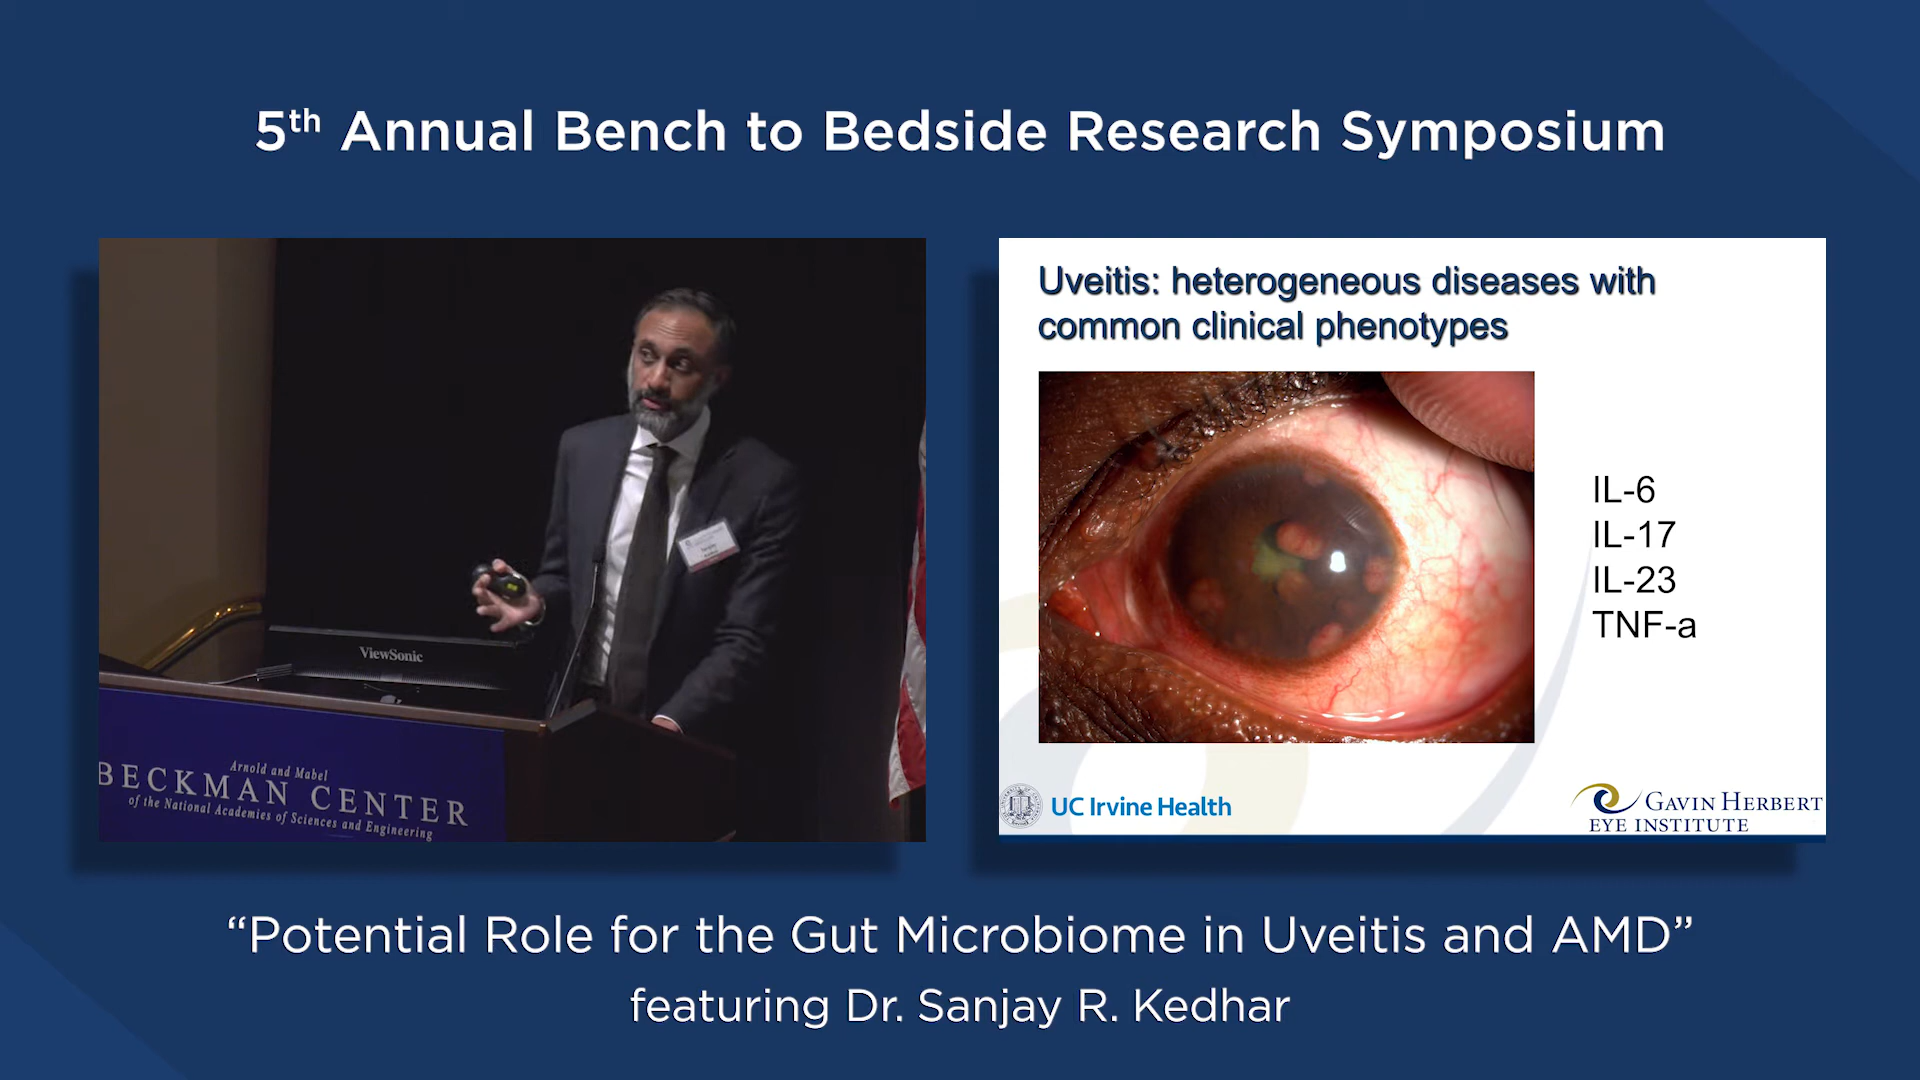 5th Annual Bench to Bedside Research Symposium
Uveitis: heterogeneous diseases with
common clinical phenotypes
IL-6
IL-17
IL-23
TNF-a
UC Irvine Health
GAVIN HERBERT
EYE INSTITUTE
ViewSonic
Arnold and Mabel
BECKMAN CENTER
of the National Academies of Sciences and Engineering
“Potential Role for the Gut Microbiome in Uveitis and AMD”
featuring Dr. Sanjay R. Kedhar